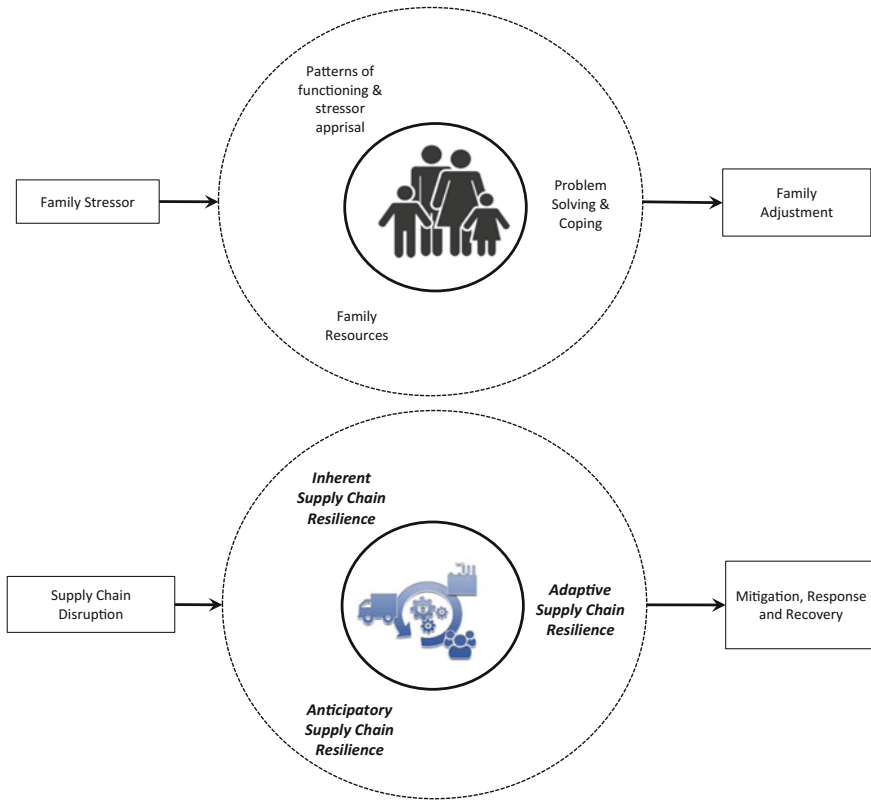 Patterns of
functioning &
stressor
apprisal
Family Stressor
Problem
Solving &
Coping
Family
Adjustment
Family
Resources
Inherent
Supply Chain
Resilience
Supply Chain
Disruption
Adaptive
Supply Chain
Resilience
Mitigation, Response
and Recovery
Anticipatory
Supply Chain
Resilience